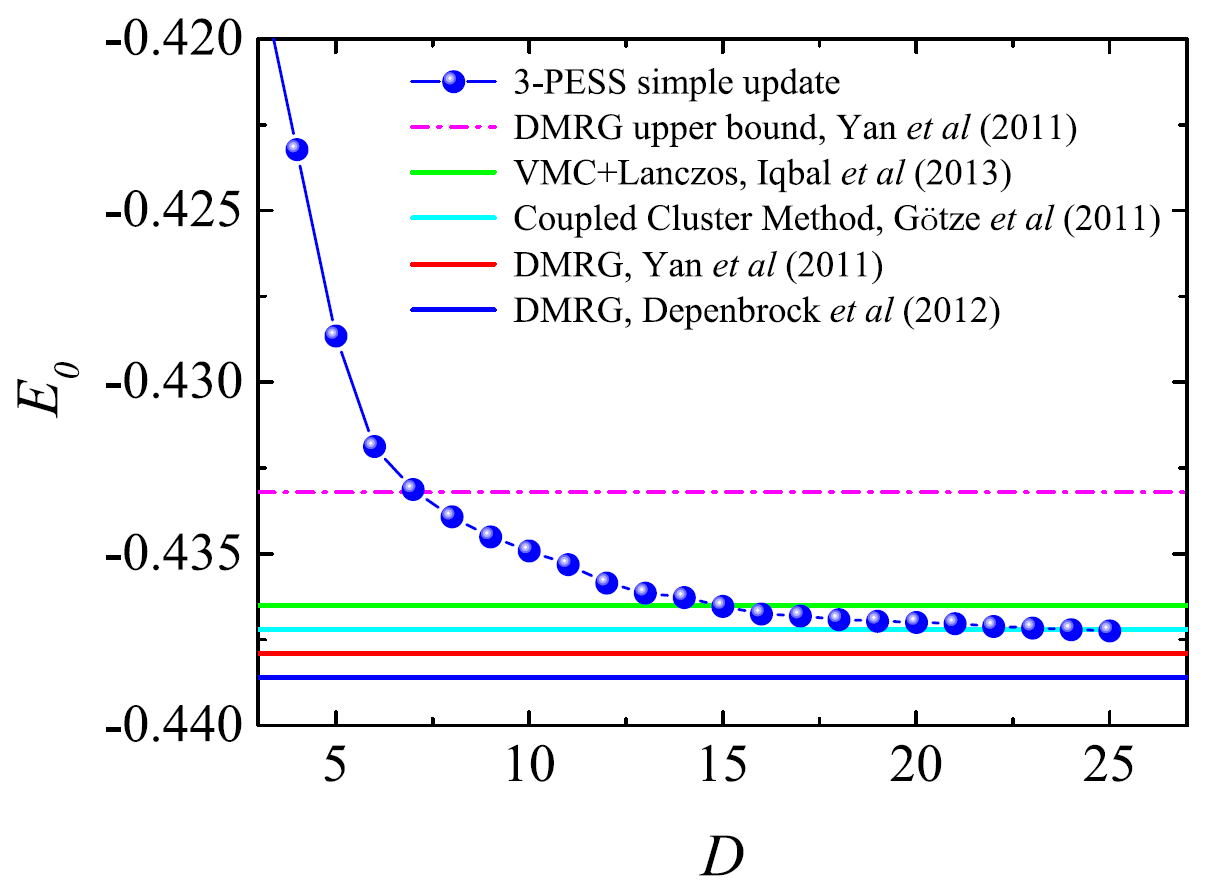 -0.420
3-PESS simple update
DMRG upper bound, Yan et al (2011)
VMC+Lanczos, Iqbal et al (2013)
-0.425
Coupled Cluster Method, Götze et al (2011)
DMRG, Yan et al (2011)
DMRG, Depenbrock et al (2012)
E0
-0.430
-0.435
-0.440
5 10 15 20 25
D